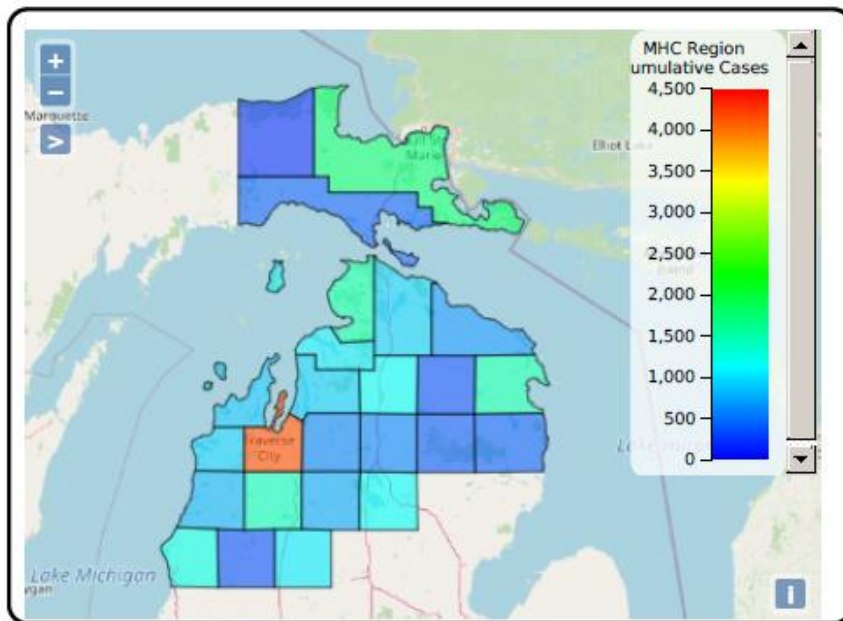 +
−
>
Marquette
Marie
Elliot Lake
MHC Region
umulative Cases
4,500
4,000
3,500
3,000
2,500
2,000
1,500
1,000
500
0
Traverse
City
Lake Michigan
i